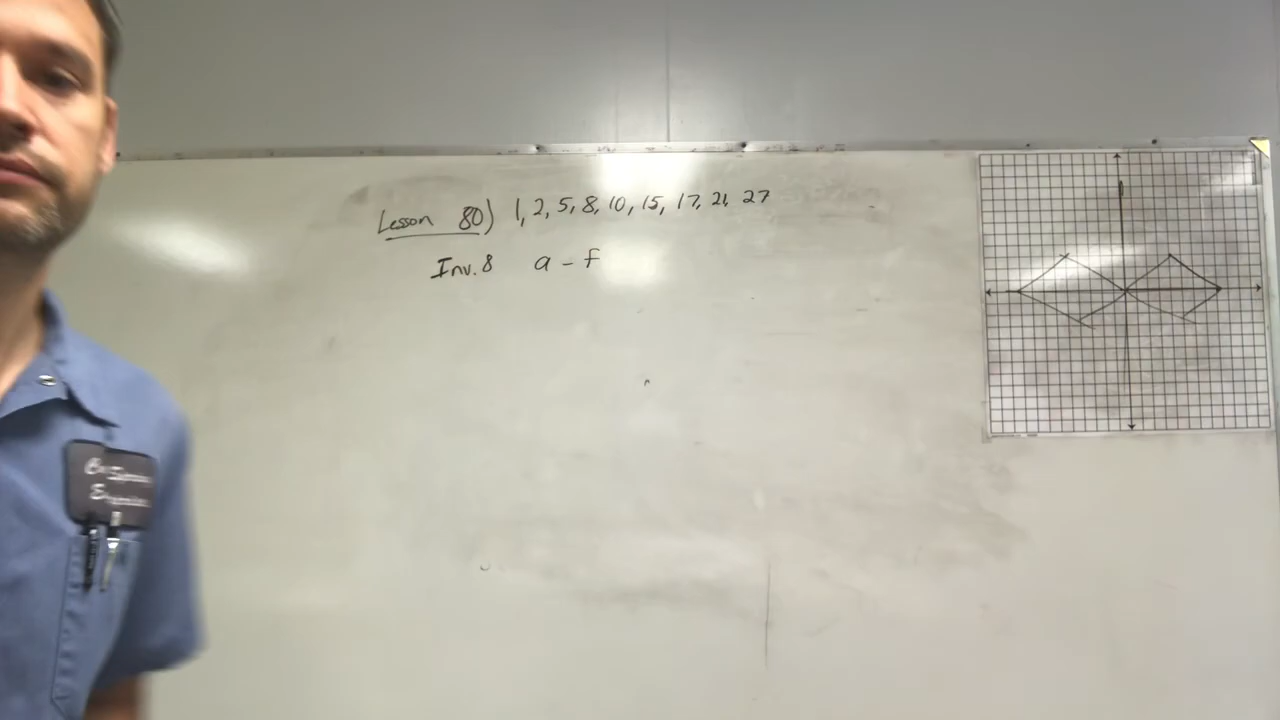 Lesson 80) 1, 2, 5, 8, 10, 15, 17, 21, 27
Inv. 8 a - f